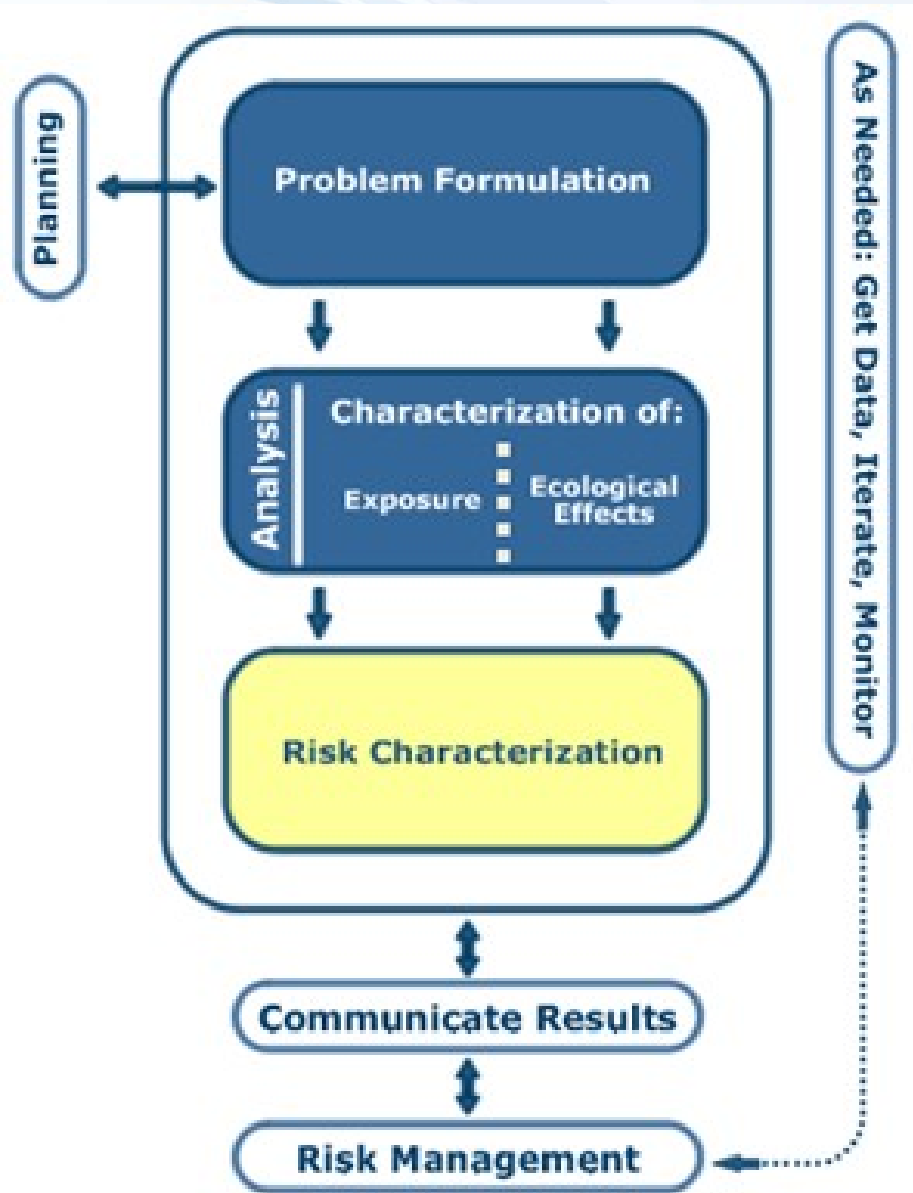 Planning
Problem Formulation
Analysis
Characterization of:
Exposure
Ecological
Effects
Risk Characterization
Communicate Results
Risk Management
As Needed: Get Data, Iterate, Monitor